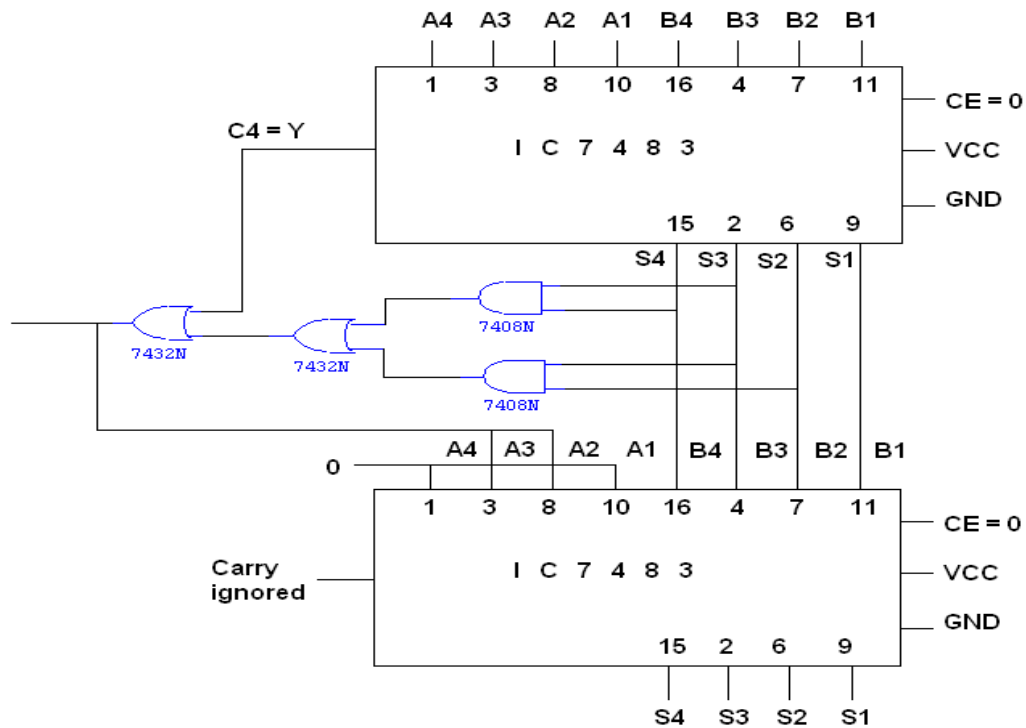 A4 A3 A2 A1 B4 B3 B2 B1
1 3 8 10 16 4 7 11
CE = 0
C4 = Y
I C 7 4 8 3
VCC
GND
15 2 6 9
S4 S3 S2 S1
7408N
7432N
7432N
7408N
A4 A3 A2 A1 B4 B3 B2 B1
0
1 3 8 10 16 4 7 11
CE = 0
Carry
ignored
I C 7 4 8 3
VCC
GND
15 2 6 9
S4 S3 S2 S1